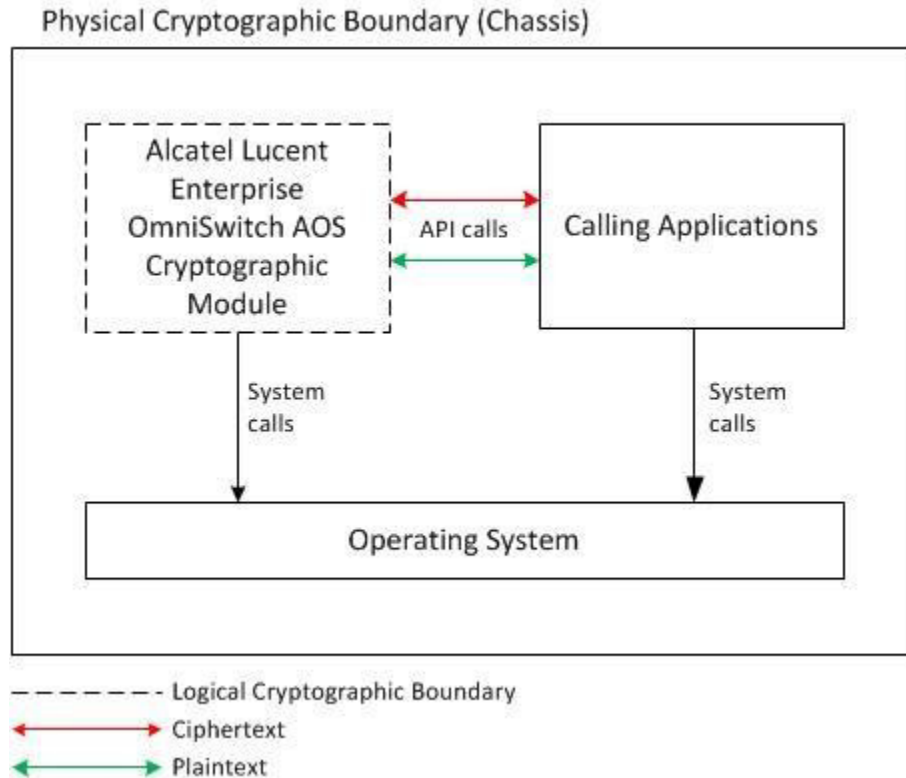 Physical Cryptographic Boundary (Chassis)
Alcatel Lucent
Enterprise
OmniSwitch AOS
Cryptographic
Module
API calls
Calling Applications
System
calls
System
calls
Operating System
Logical Cryptographic Boundary
Ciphertext
Plaintext